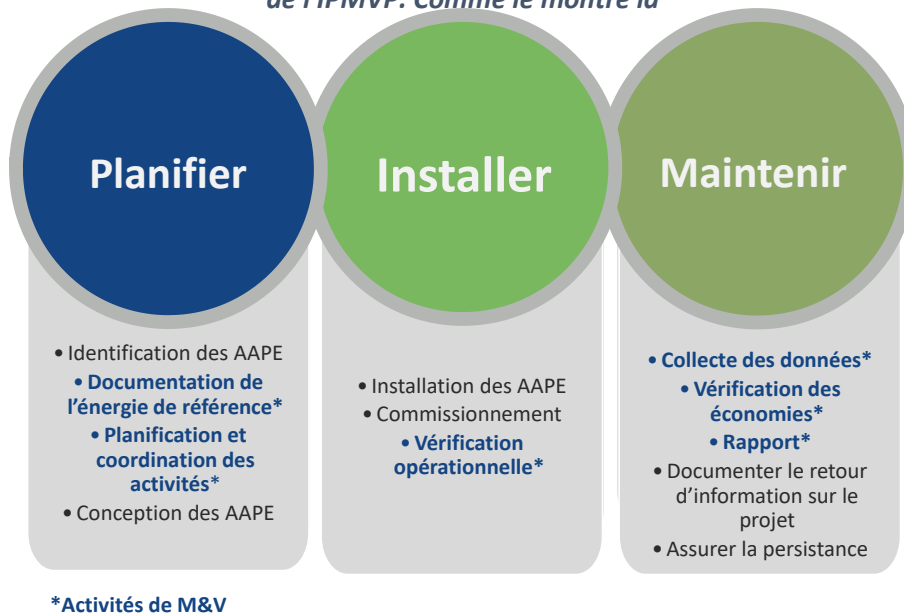 de l'IPMVP. Comme le montre la
Planifier
• Identification des AAPE
• Documentation de
l'énergie de référence*
• Planification et
coordination des
activités*
• Conception des AAPE
Installer
• Installation des AAPE
• Commissionnement
• Vérification
opérationnelle*
Maintenir
• Collecte des données*
• Vérification des
économies*
• Rapport*
• Documenter le retour
d'information sur le
projet
• Assurer la persistance
*Activités de M&V